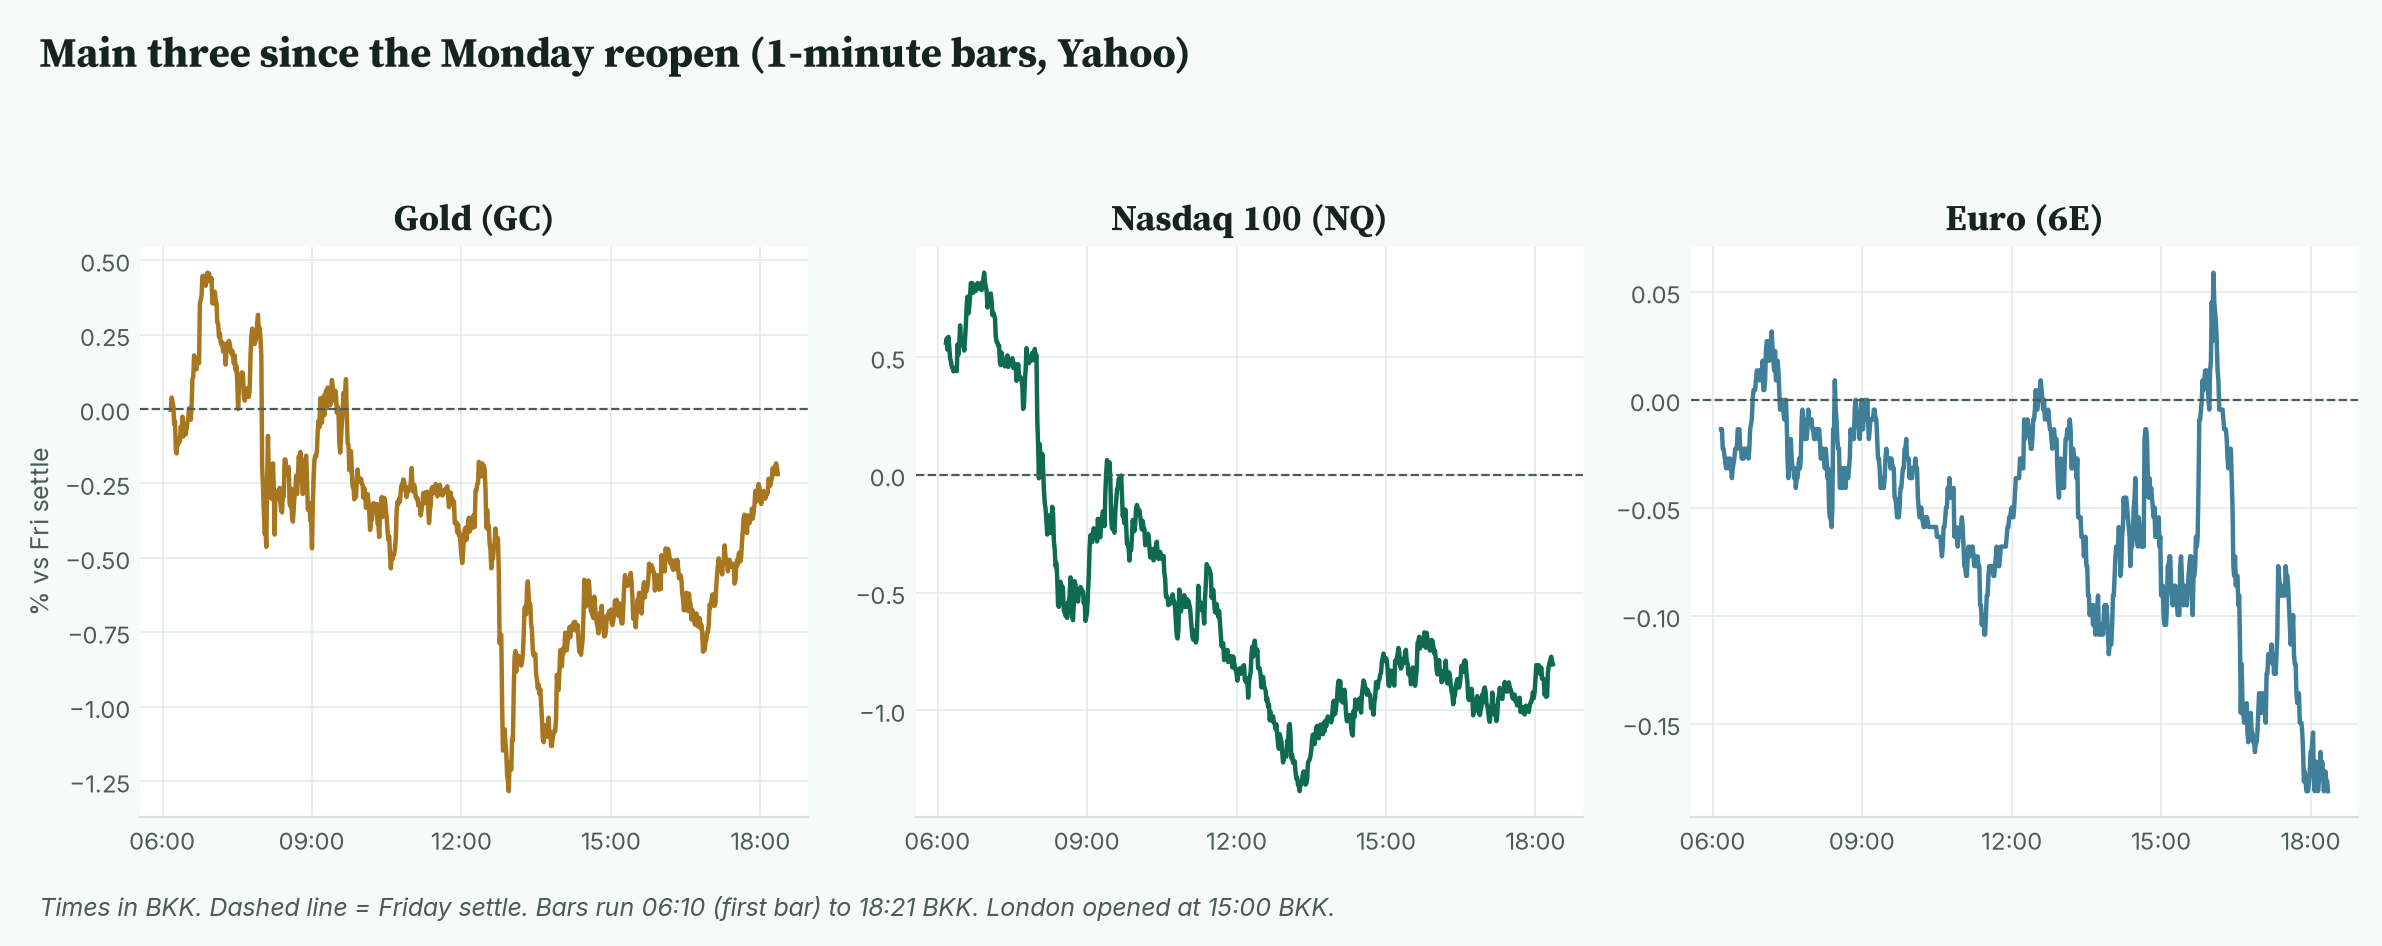 Main three since the Monday reopen (1-minute bars, Yahoo)
Gold (GC)
Nasdaq 100 (NQ)
Euro (6E)
% vs Fri settle
0.50
0.25
0.00
−0.25
−0.50
−0.75
−1.00
−1.25
06:00 09:00 12:00 15:00 18:00
0.5
0.0
−0.5
−1.0
06:00 09:00 12:00 15:00 18:00
0.05
0.00
−0.05
−0.10
−0.15
06:00 09:00 12:00 15:00 18:00
Times in BKK. Dashed line = Friday settle. Bars run 06:10 (first bar) to 18:21 BKK. London opened at 15:00 BKK.